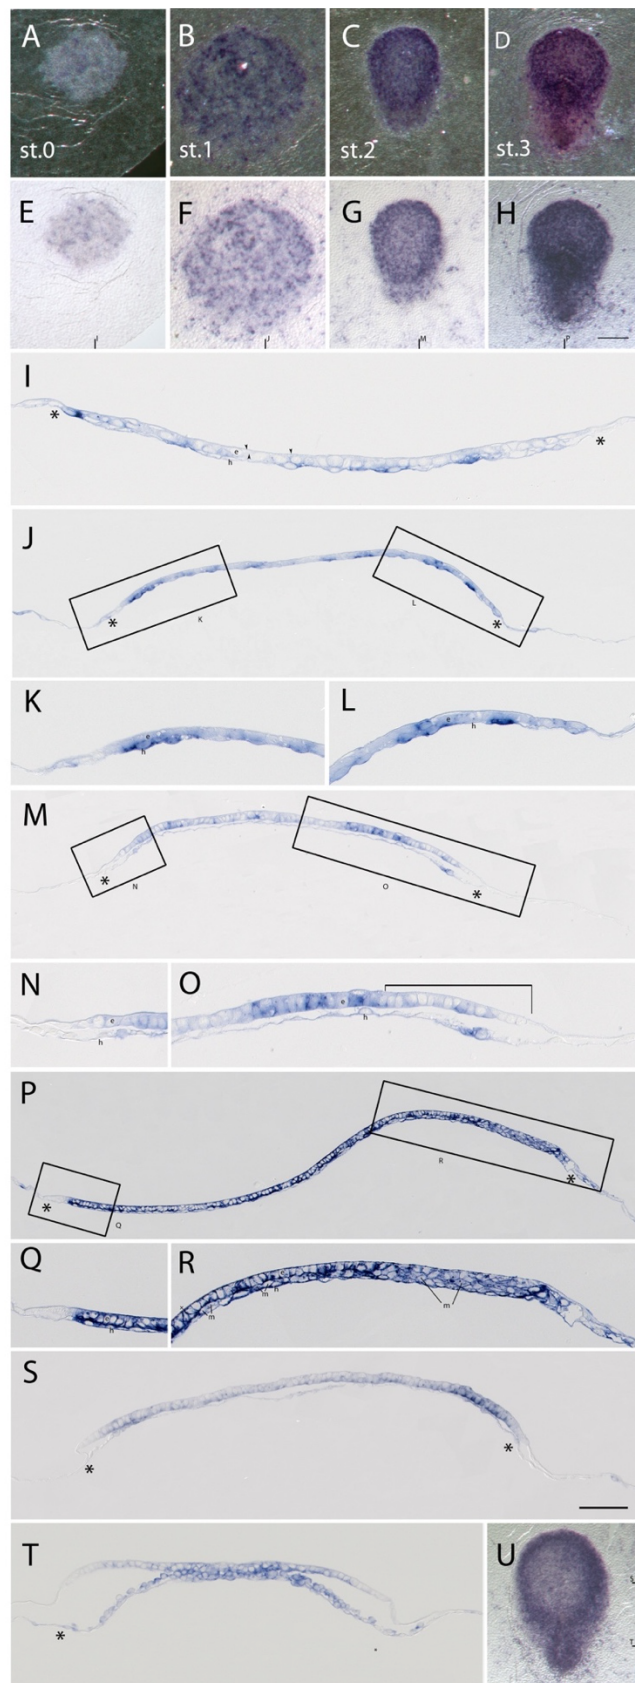 A B C D
st.0 st.1 st.2 st.3
E F G H
I J M P
I
* e h *
J
* K L *
K e h
L e h
M
* N O *
N e h
O e h
P
* Q R *
Q e h
R m h m m
S
* *
T
*
U
S
T